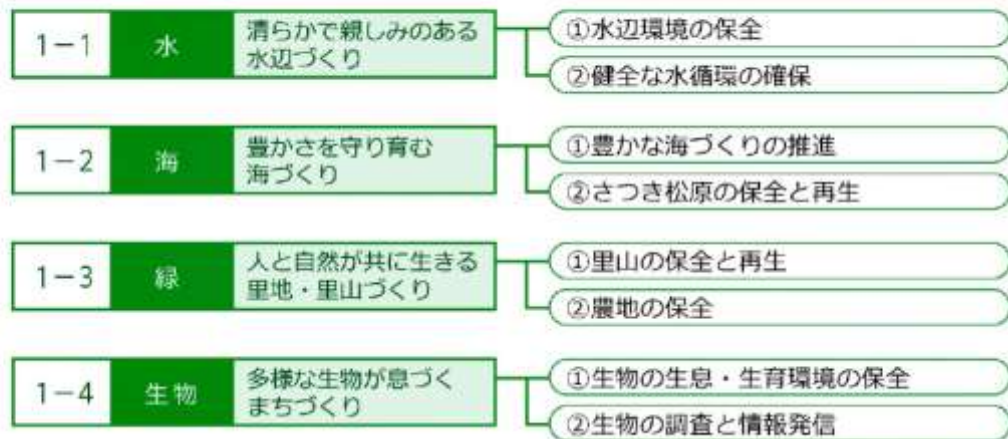 1-1
水
清らかで親しみのある
水辺づくり
①水辺環境の保全
②健全な水循環の確保
1-2
海
豊かさを守り育む
海づくり
①豊かな海づくりの推進
②さつき松原の保全と再生
1-3
緑
人と自然が共に生きる
里地・里山づくり
①里山の保全と再生
②農地の保全
1-4
生物
多様な生物が息づく
まちづくり
①生物の生息・生育環境の保全
②生物の調査と情報発信